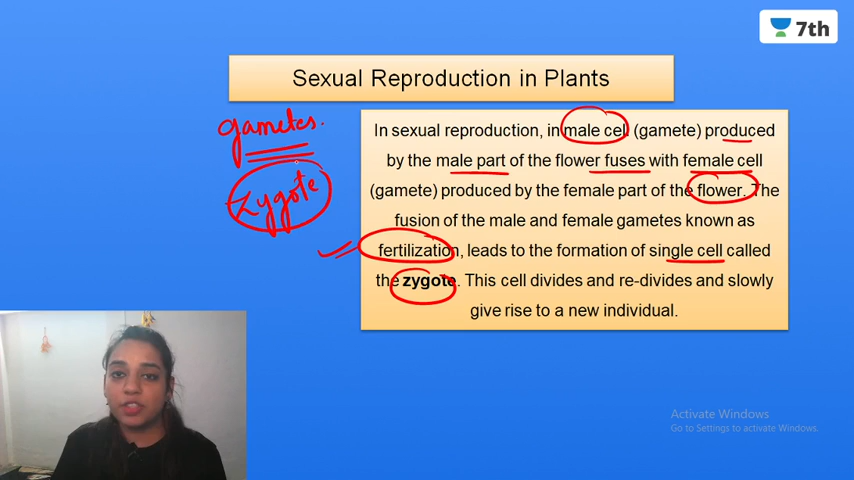 7th
Sexual Reproduction in Plants
gametes.
zygote
In sexual reproduction, in male cell (gamete) produced
by the male part of the flower fuses with female cell
(gamete) produced by the female part of the flower. The
fusion of the male and female gametes known as
fertilization, leads to the formation of single cell called
the zygote. This cell divides and re-divides and slowly
give rise to a new individual.
Activate Windows
Go to Settings to activate Windows.